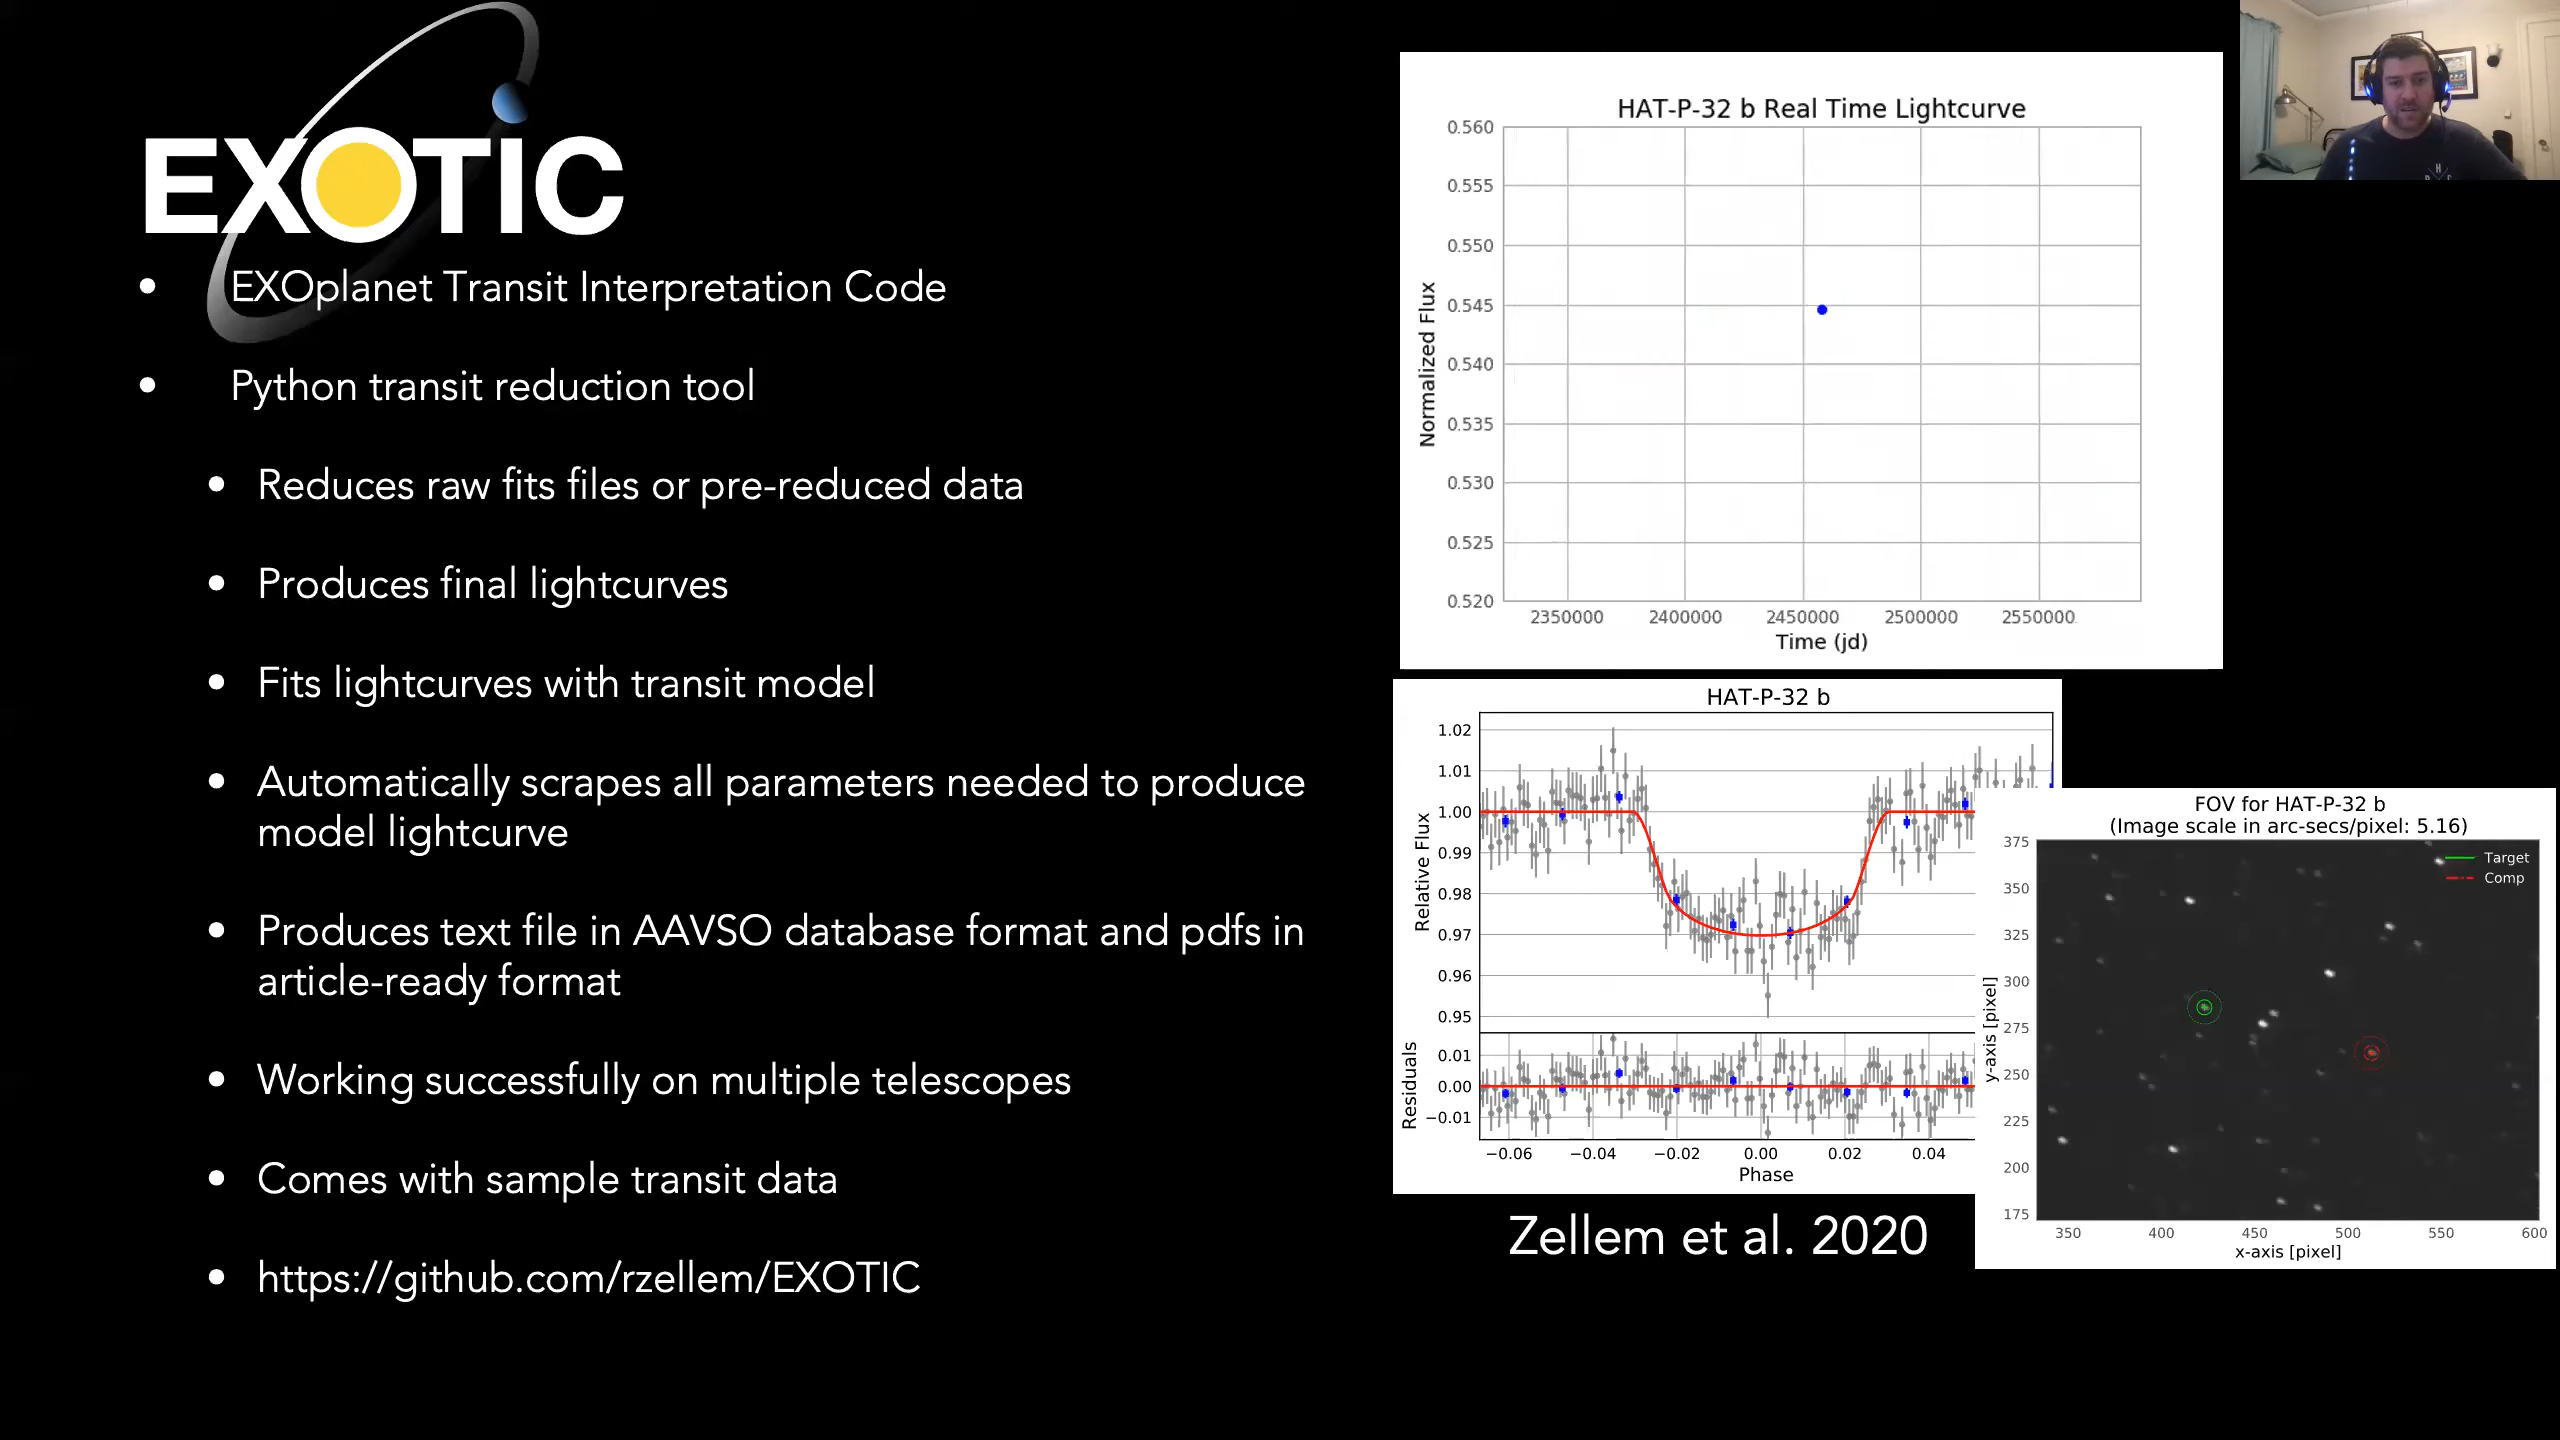 EXOTIC
EXOplanet Transit Interpretation Code
Python transit reduction tool
Reduces raw fits files or pre-reduced data
Produces final lightcurves
Fits lightcurves with transit model
Automatically scrapes all parameters needed to produce
model lightcurve
Produces text file in AAVSO database format and pdfs in
article-ready format
Working successfully on multiple telescopes
Comes with sample transit data
https://github.com/rzellem/EXOTIC
HAT-P-32 b Real Time Lightcurve
Normalized Flux
0.560
0.555
0.550
0.545
0.540
0.535
0.530
0.525
0.520
2350000 2400000 2450000 2500000 2550000
Time (jd)
HAT-P-32 b
Relative Flux
1.02
1.01
1.00
0.99
0.98
0.97
0.96
0.95
Residuals
0.01
0.00
−0.01
−0.06 −0.04 −0.02 0.00 0.02 0.04
Phase
Zellem et al. 2020
FOV for HAT-P-32 b
(Image scale in arc-secs/pixel: 5.16)
Target
Comp
y-axis [pixel]
375
350
325
300
275
250
225
200
175
350 400 450 500 550 600
x-axis [pixel]